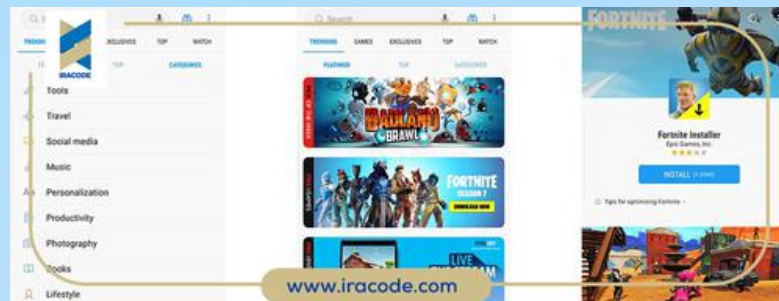 IRACODE
Search
EXCLUSIVES TOP WATCH
TOP CATEGORIES
Tools
Travel
Social media
Music
Personalization
Productivity
Photography
Books
Lifestyle
Search
TRENDING GAMES EXCLUSIVES TOP WATCH
FEATURED TOP CATEGORIES
BADLAND
BRAWL
FORTNITE
SEASON 7
DOWNLOAD NOW
LIVE
FORTNITE
Fortnite Installer
Epic Games, Inc.
INSTALL
Tips for optimizing Fortnite
www.iracode.com